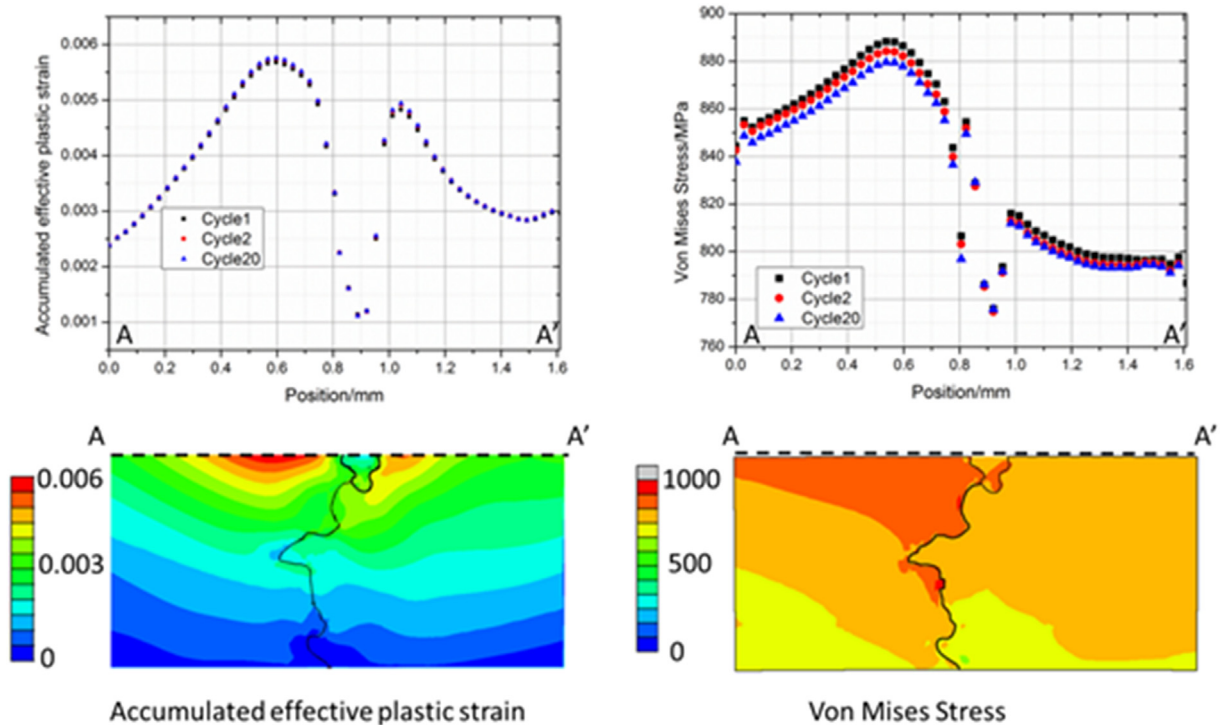 Accumulated effective plastic strain
0.006
0.005
0.004
0.003
0.002
0.001
Cycle1
Cycle2
Cycle20
A
A′
0.0
0.2
0.4
0.6
0.8
1.0
1.2
1.4
1.6
Position/mm
Von Mises Stress/MPa
900
880
860
840
820
800
780
760
Cycle1
Cycle2
Cycle20
A
A′
0.0
0.2
0.4
0.6
0.8
1.0
1.2
1.4
1.6
Position/mm
A
A′
0.006
0.003
0
Accumulated effective plastic strain
A
A′
1000
500
0
Von Mises Stress